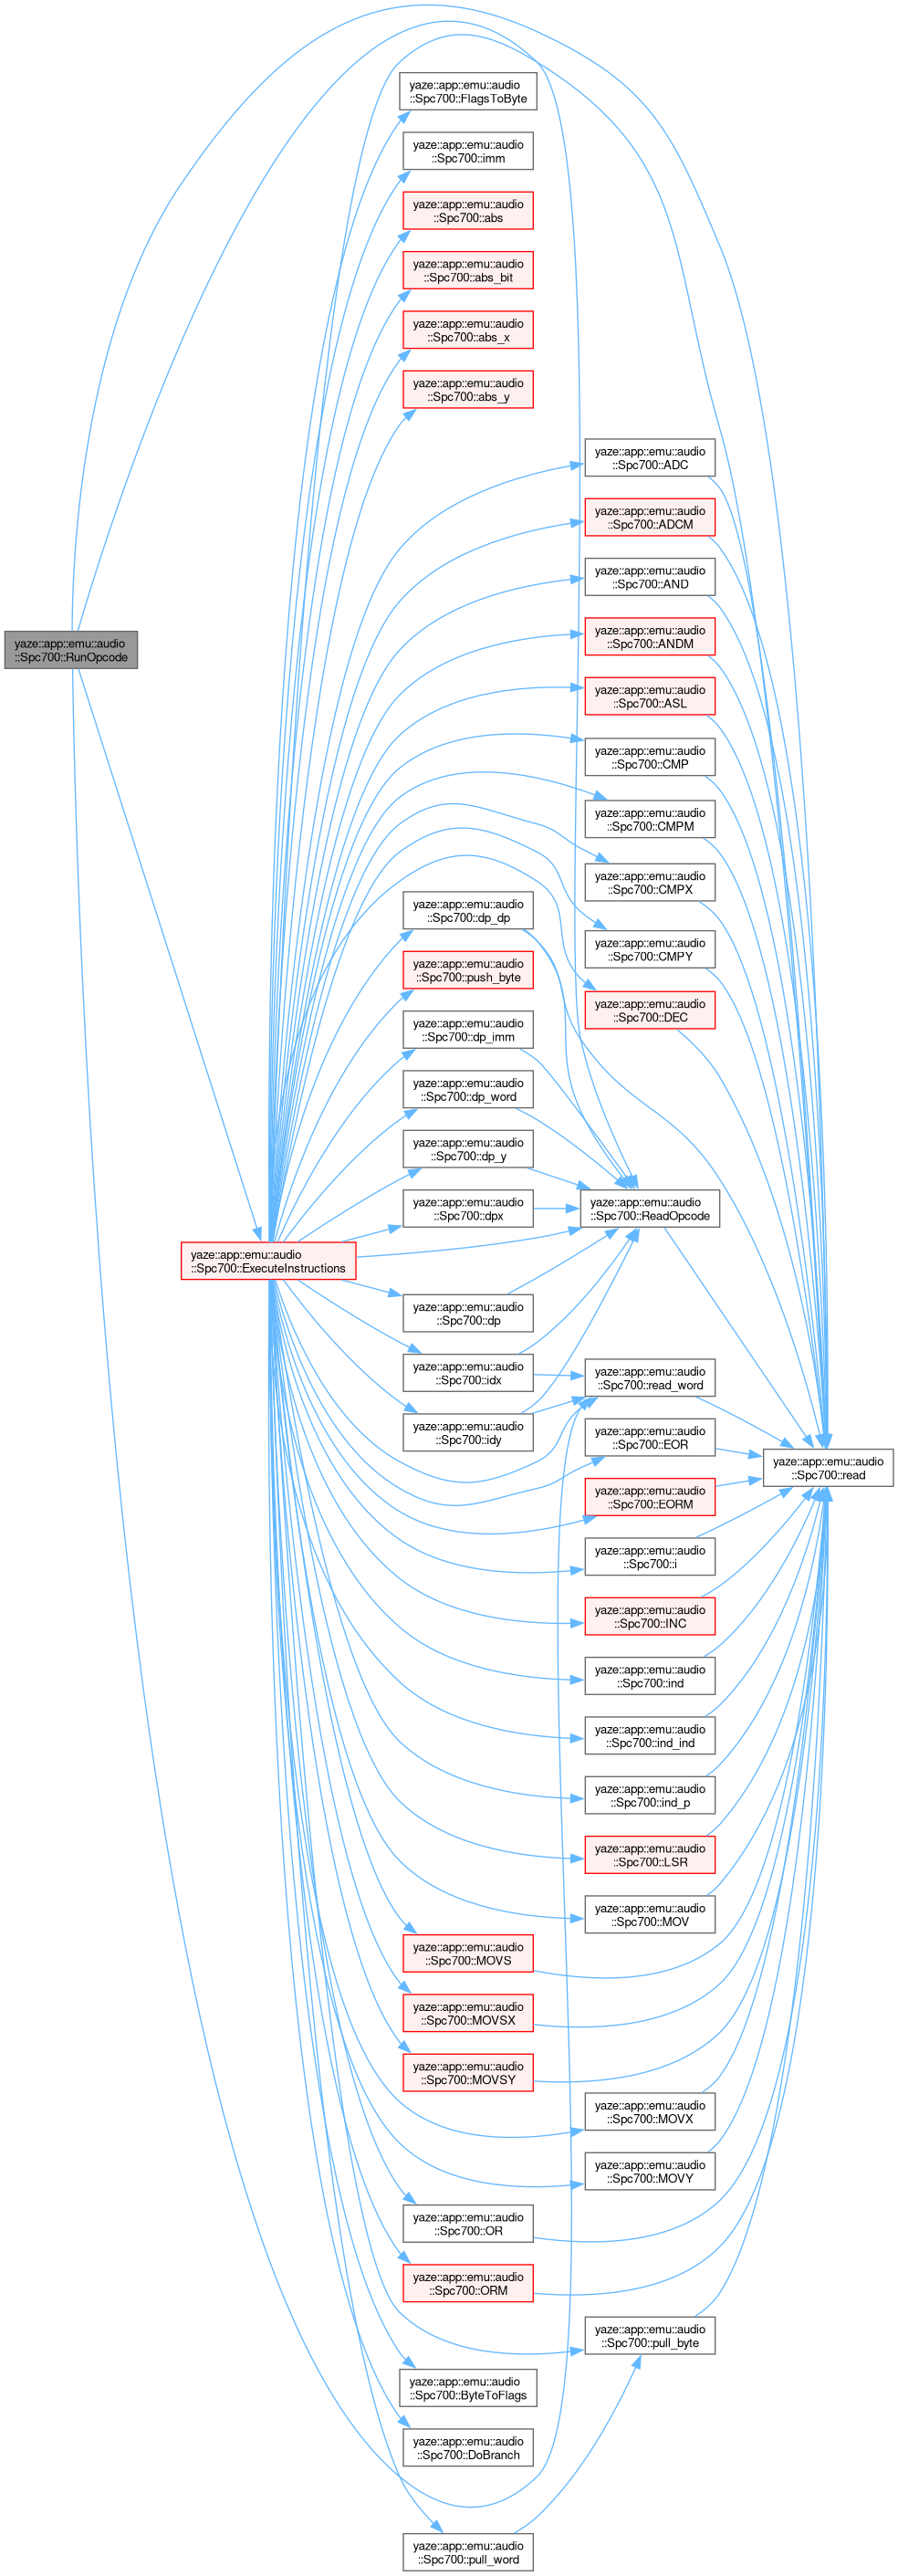 yaze::app::emu::audio
::Spc700::FlagsToByte
yaze::app::emu::audio
::Spc700::imm
yaze::app::emu::audio
::Spc700::abs
yaze::app::emu::audio
::Spc700::abs_bit
yaze::app::emu::audio
::Spc700::abs_x
yaze::app::emu::audio
::Spc700::abs_y
yaze::app::emu::audio
::Spc700::ADC
yaze::app::emu::audio
::Spc700::ADCM
yaze::app::emu::audio
::Spc700::AND
yaze::app::emu::audio
::Spc700::RunOpcode
yaze::app::emu::audio
::Spc700::ANDM
yaze::app::emu::audio
::Spc700::ASL
yaze::app::emu::audio
::Spc700::CMP
yaze::app::emu::audio
::Spc700::CMPM
yaze::app::emu::audio
::Spc700::CMPX
yaze::app::emu::audio
::Spc700::dp_dp
yaze::app::emu::audio
::Spc700::CMPY
yaze::app::emu::audio
::Spc700::push_byte
yaze::app::emu::audio
::Spc700::DEC
yaze::app::emu::audio
::Spc700::dp_imm
yaze::app::emu::audio
::Spc700::dp_word
yaze::app::emu::audio
::Spc700::dp_y
yaze::app::emu::audio
::Spc700::dpx
yaze::app::emu::audio
::Spc700::ReadOpcode
yaze::app::emu::audio
::Spc700::ExecuteInstructions
yaze::app::emu::audio
::Spc700::dp
yaze::app::emu::audio
::Spc700::idx
yaze::app::emu::audio
::Spc700::read_word
yaze::app::emu::audio
::Spc700::idy
yaze::app::emu::audio
::Spc700::EOR
yaze::app::emu::audio
::Spc700::read
yaze::app::emu::audio
::Spc700::EORM
yaze::app::emu::audio
::Spc700::i
yaze::app::emu::audio
::Spc700::INC
yaze::app::emu::audio
::Spc700::ind
yaze::app::emu::audio
::Spc700::ind_ind
yaze::app::emu::audio
::Spc700::ind_p
yaze::app::emu::audio
::Spc700::LSR
yaze::app::emu::audio
::Spc700::MOV
yaze::app::emu::audio
::Spc700::MOVS
yaze::app::emu::audio
::Spc700::MOVSX
yaze::app::emu::audio
::Spc700::MOVSY
yaze::app::emu::audio
::Spc700::MOVX
yaze::app::emu::audio
::Spc700::MOVY
yaze::app::emu::audio
::Spc700::OR
yaze::app::emu::audio
::Spc700::ORM
yaze::app::emu::audio
::Spc700::pull_byte
yaze::app::emu::audio
::Spc700::ByteToFlags
yaze::app::emu::audio
::Spc700::DoBranch
yaze::app::emu::audio
::Spc700::pull_word